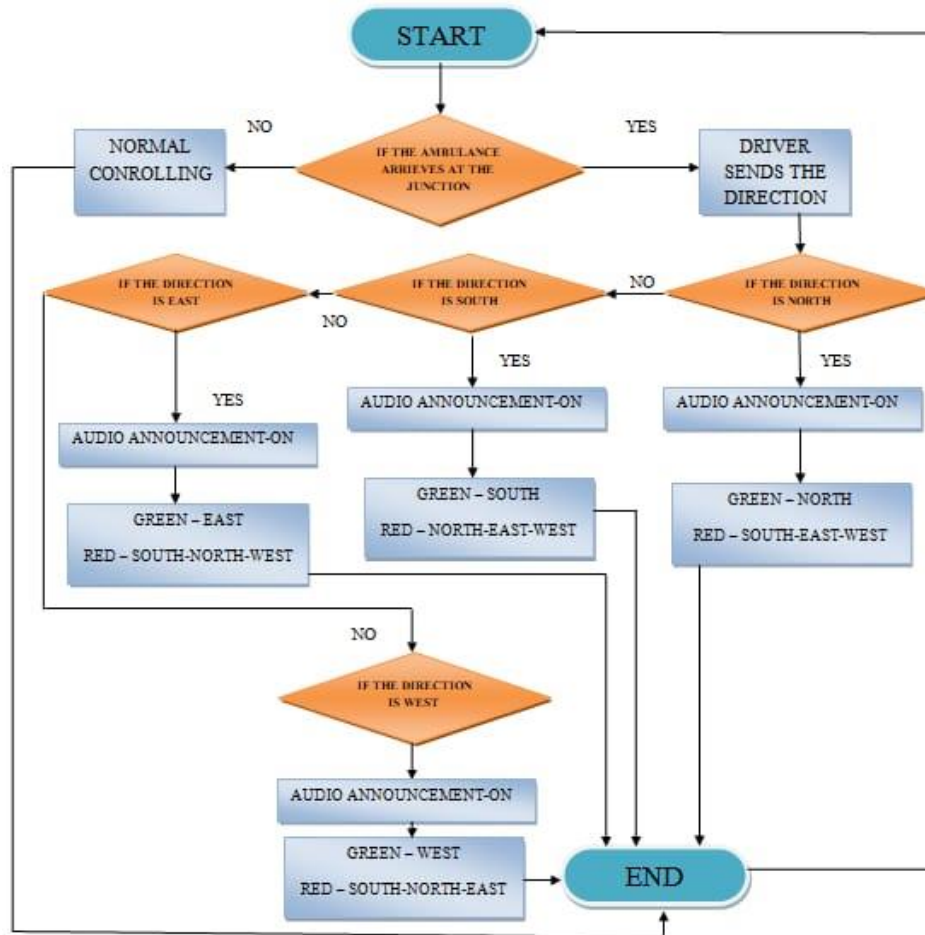 START
NO
YES
NORMAL
CONROLLING
IF THE AMBULANCE
ARRIEVES AT THE
JUNCTION
DRIVER
SENDS THE
DIRECTION
IF THE DIRECTION
IS EAST
NO
IF THE DIRECTION
IS SOUTH
NO
IF THE DIRECTION
IS NORTH
YES
YES
YES
AUDIO ANNOUNCEMENT-ON
AUDIO ANNOUNCEMENT-ON
AUDIO ANNOUNCEMENT-ON
GREEN – EAST
RED – SOUTH-NORTH-WEST
GREEN – SOUTH
RED – NORTH-EAST-WEST
GREEN – NORTH
RED – SOUTH-EAST-WEST
NO
IF THE DIRECTION
IS WEST
AUDIO ANNOUNCEMENT-ON
GREEN – WEST
RED – SOUTH-NORTH-EAST
END